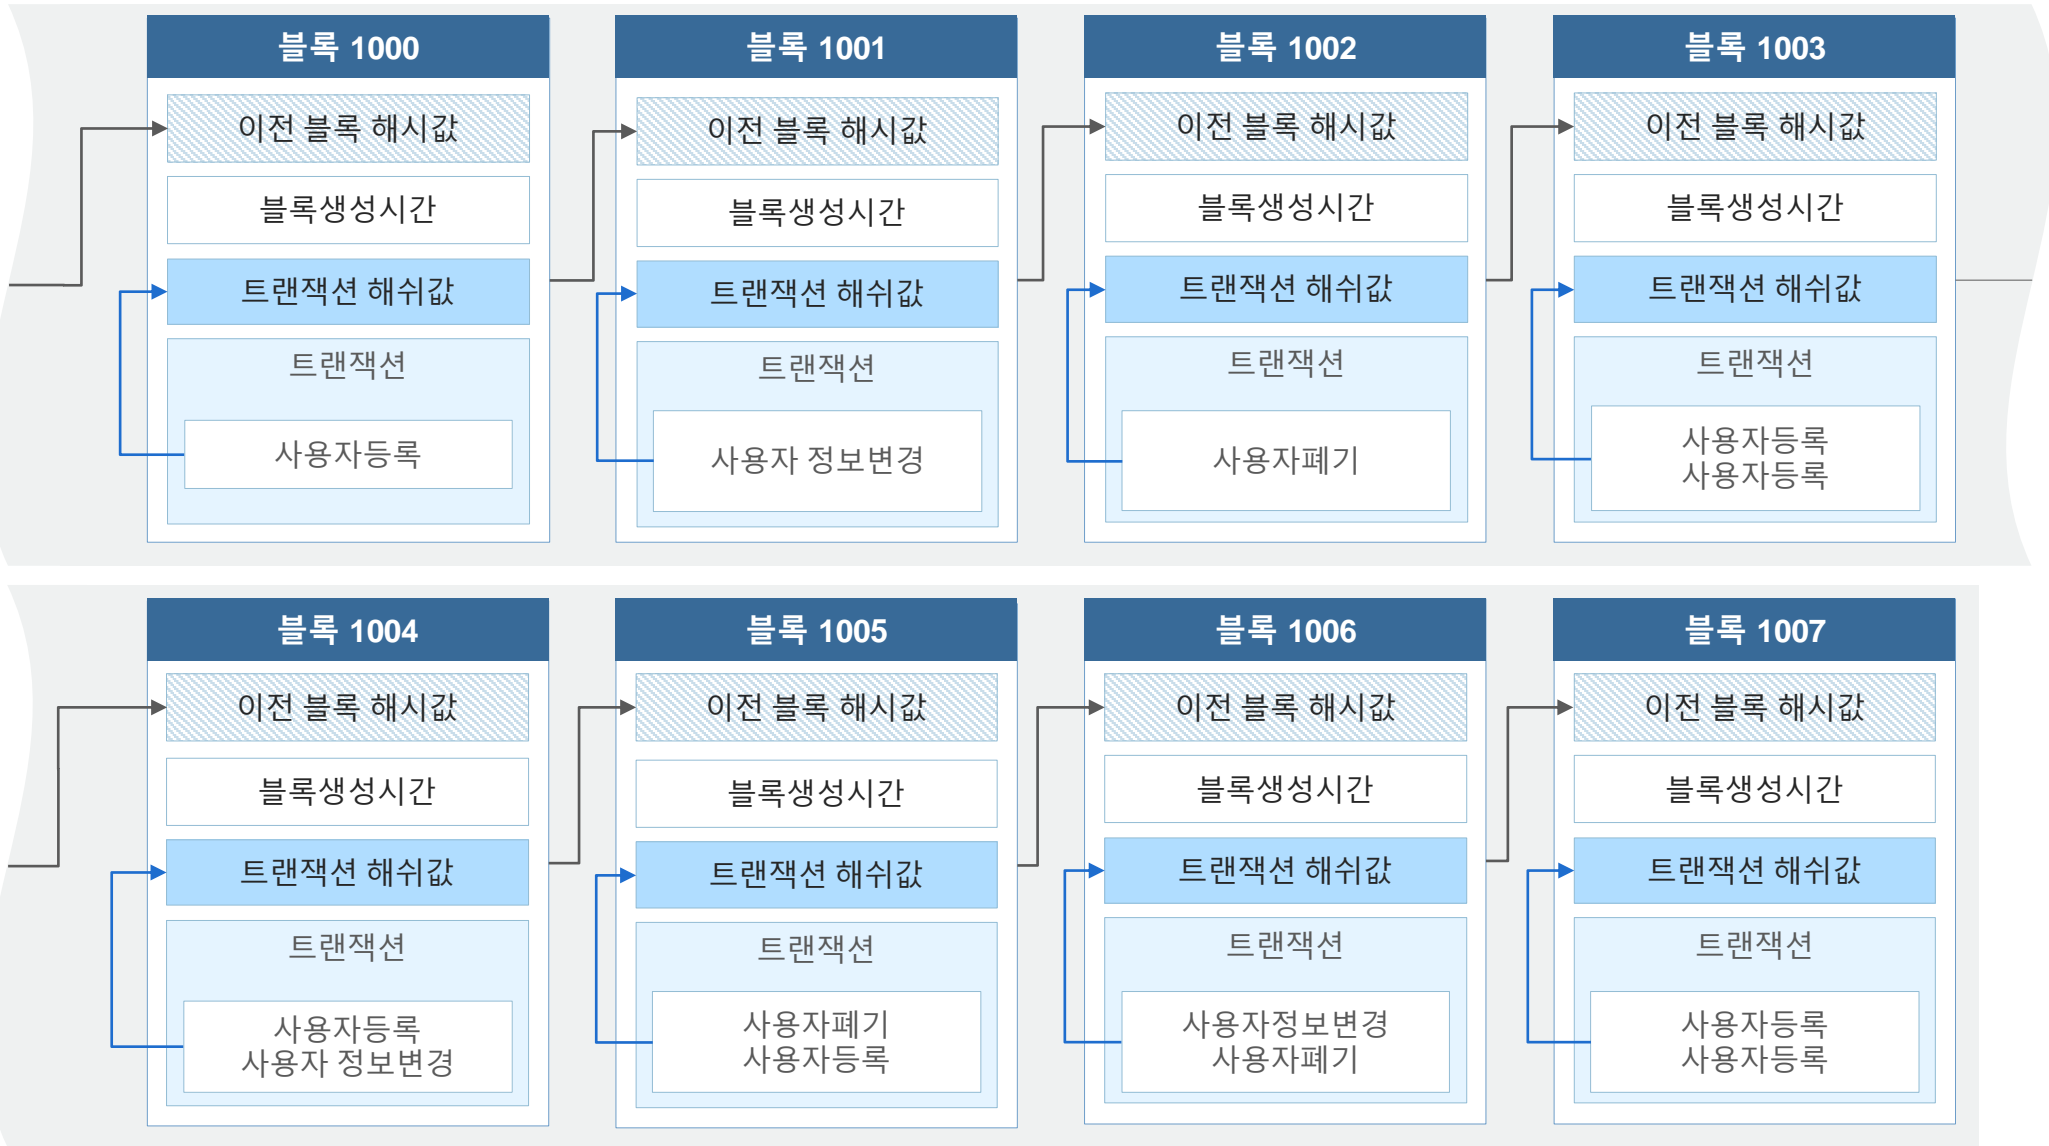 블록 1000
이전 블록 해시값
블록생성시간
트랜잭션 해쉬값
트랜잭션
사용자등록
블록 1001
이전 블록 해시값
블록생성시간
트랜잭션 해쉬값
트랜잭션
사용자 정보변경
블록 1002
이전 블록 해시값
블록생성시간
트랜잭션 해쉬값
트랜잭션
사용자폐기
블록 1003
이전 블록 해시값
블록생성시간
트랜잭션 해쉬값
트랜잭션
사용자등록
사용자등록
블록 1004
이전 블록 해시값
블록생성시간
트랜잭션 해쉬값
트랜잭션
사용자등록
사용자 정보변경
블록 1005
이전 블록 해시값
블록생성시간
트랜잭션 해쉬값
트랜잭션
사용자폐기
사용자등록
블록 1006
이전 블록 해시값
블록생성시간
트랜잭션 해쉬값
트랜잭션
사용자정보변경
사용자폐기
블록 1007
이전 블록 해시값
블록생성시간
트랜잭션 해쉬값
트랜잭션
사용자등록
사용자등록